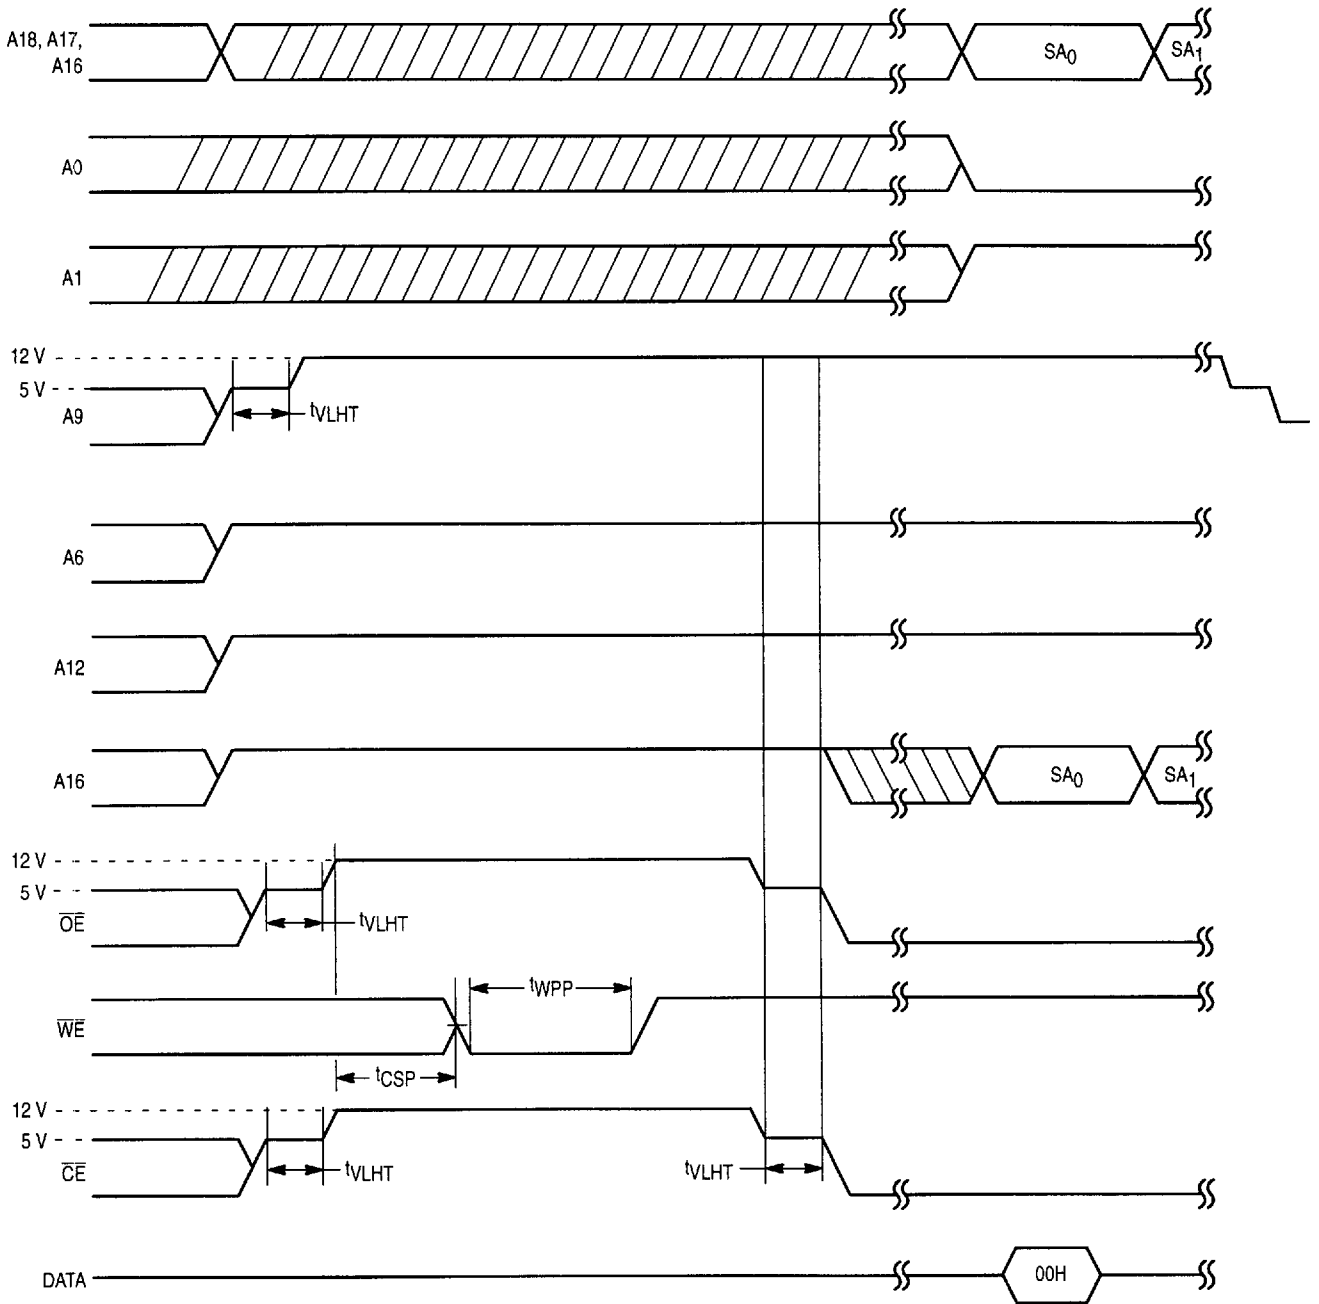 A18, A17,
A16
SA0
SA1
A0
A1
12 V
5 V
A9
tVLHT
A6
A12
A16
SA0
SA1
12 V
5 V
OE
tVLHT
tWPP
WE
tCSP
12 V
5 V
CE
tVLHT
tVLHT
DATA
00H